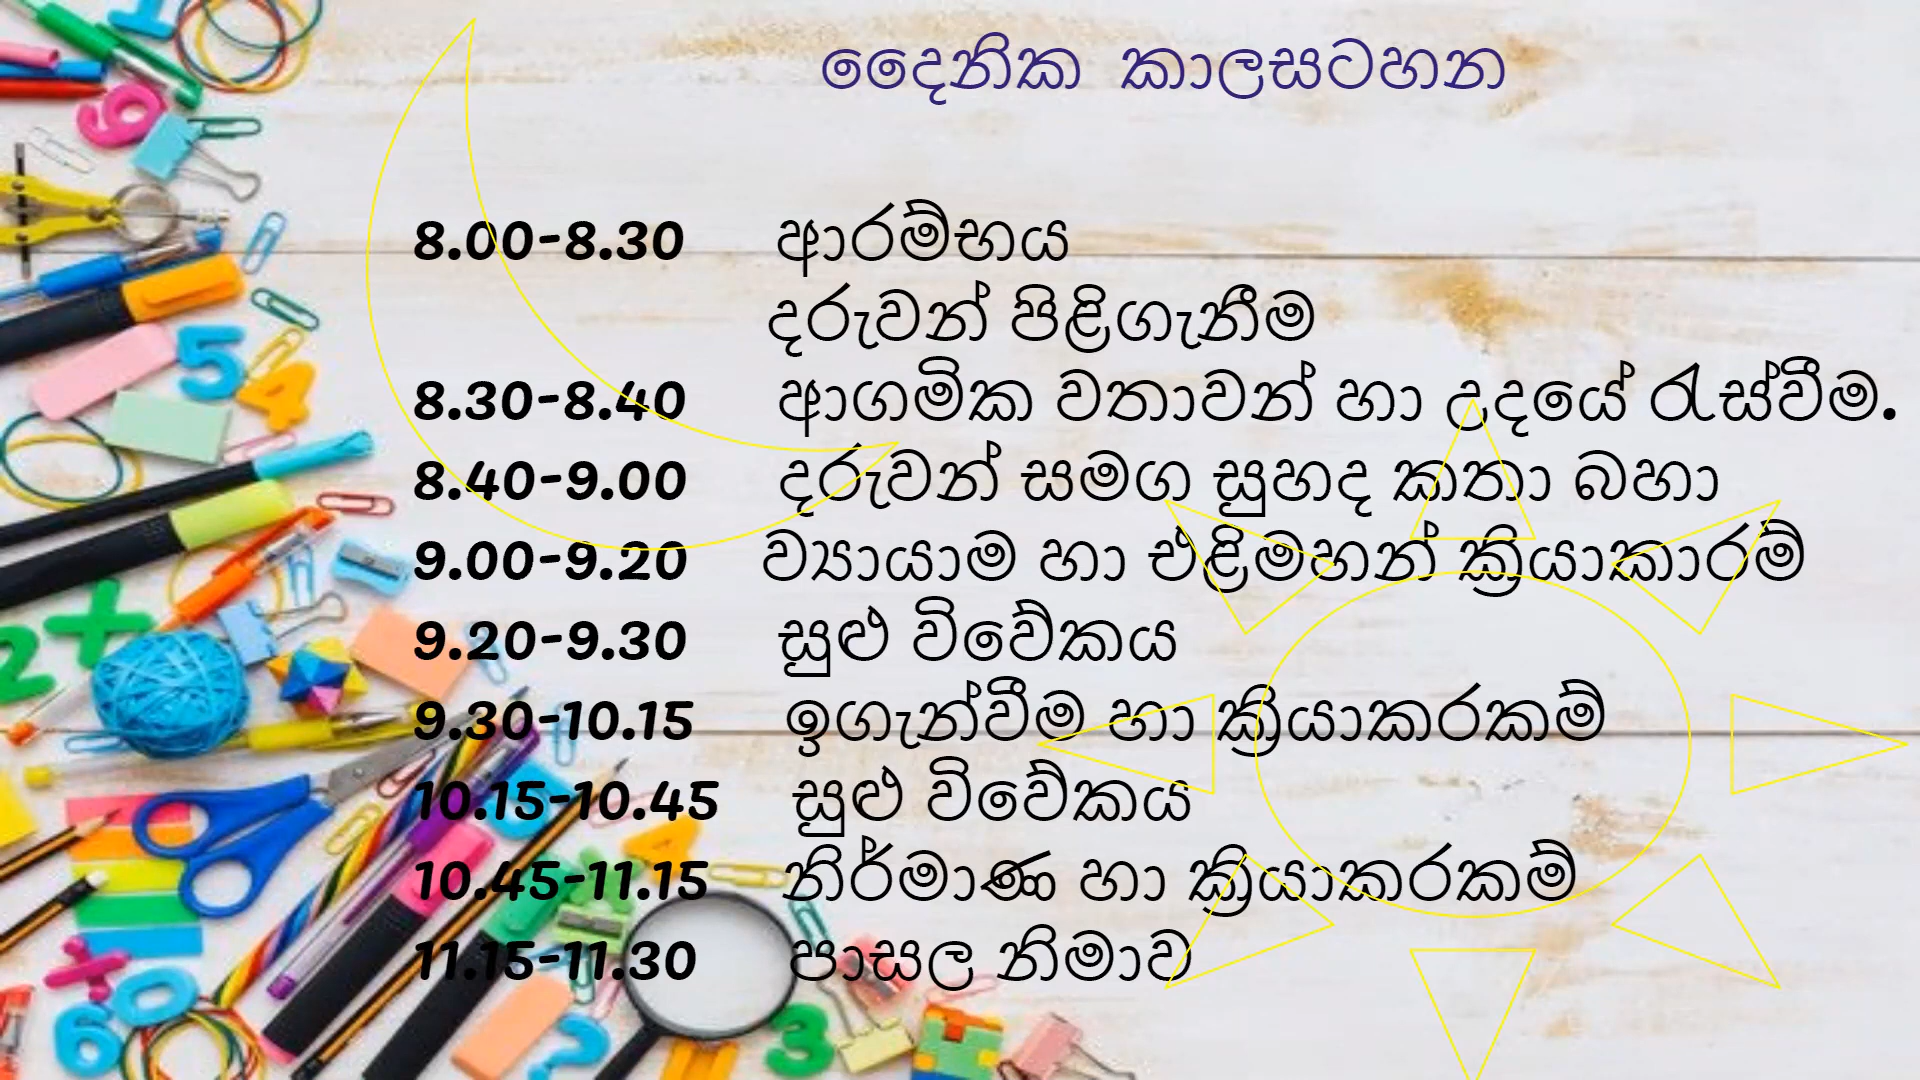 දෛනික කාලසටහන
8.00-8.30 ආරම්භය
දරුවන් පිළිගැනීම
8.30-8.40 ආගමික වතාවන් හා උදයේ රැස්වීම.
8.40-9.00 දරුවන් සමග සුහද කතා බහා
9.00-9.20 ව්‍යායාම හා එළිමහන් ක්‍රියාකාරම්
9.20-9.30 සුළු විවේකය
9.30-10.15 ඉගැන්වීම හා ක්‍රියාකරකම්
10.15-10.45 සුළු විවේකය
10.45-11.15 නිර්මාණ හා ක්‍රියාකරකම්
11.15-11.30 පාසල නිමාව